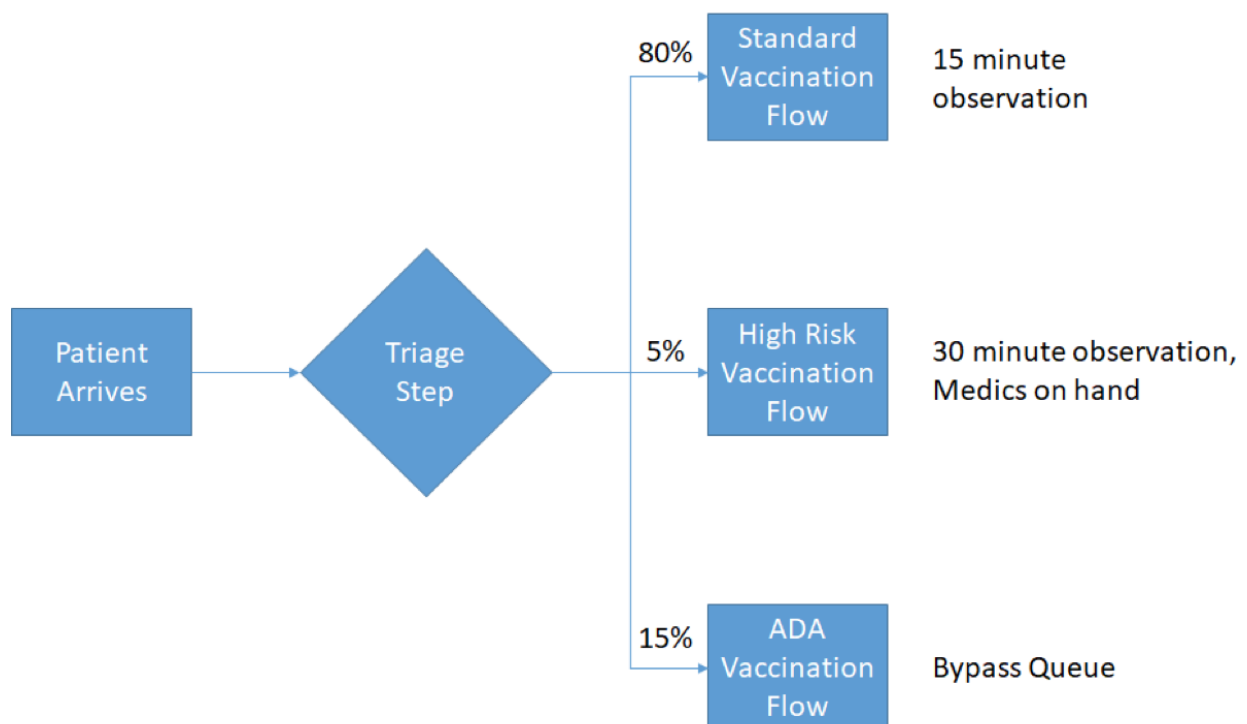 Patient
Arrives
Triage
Step
80%
Standard
Vaccination
Flow
15 minute
observation
5%
High Risk
Vaccination
Flow
30 minute observation,
Medics on hand
15%
ADA
Vaccination
Flow
Bypass Queue